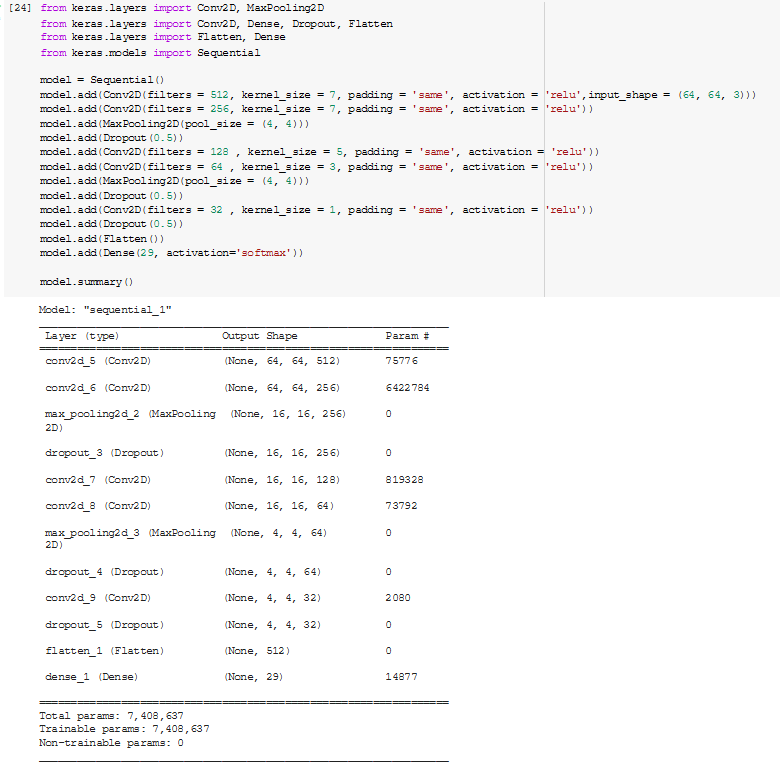 [24] from keras.layers import Conv2D, MaxPooling2D
from keras.layers import Conv2D, Dense, Dropout, Flatten
from keras.layers import Flatten, Dense
from keras.models import Sequential
model = Sequential()
model.add(Conv2D(filters = 512, kernel_size = 7, padding = 'same', activation = 'relu',input_shape = (64, 64, 3)))
model.add(Conv2D(filters = 256, kernel_size = 7, padding = 'same', activation = 'relu'))
model.add(MaxPooling2D(pool_size = (4, 4)))
model.add(Dropout(0.5))
model.add(Conv2D(filters = 128 , kernel_size = 5, padding = 'same', activation = 'relu'))
model.add(Conv2D(filters = 64 , kernel_size = 3, padding = 'same', activation = 'relu'))
model.add(MaxPooling2D(pool_size = (4, 4)))
model.add(Dropout(0.5))
model.add(Conv2D(filters = 32 , kernel_size = 1, padding = 'same', activation = 'relu'))
model.add(Dropout(0.5))
model.add(Flatten())
model.add(Dense(29, activation='softmax'))
model.summary()
Model: "sequential_1"
Layer (type) Output Shape Param #
conv2d_5 (Conv2D) (None, 64, 64, 512) 75776
conv2d_6 (Conv2D) (None, 64, 64, 256) 6422784
max_pooling2d_2 (MaxPooling (None, 16, 16, 256) 0
2D)
dropout_3 (Dropout) (None, 16, 16, 256) 0
conv2d_7 (Conv2D) (None, 16, 16, 128) 819328
conv2d_8 (Conv2D) (None, 16, 16, 64) 73792
max_pooling2d_3 (MaxPooling (None, 4, 4, 64) 0
2D)
dropout_4 (Dropout) (None, 4, 4, 64) 0
conv2d_9 (Conv2D) (None, 4, 4, 32) 2080
dropout_5 (Dropout) (None, 4, 4, 32) 0
flatten_1 (Flatten) (None, 512) 0
dense_1 (Dense) (None, 29) 14877
Total params: 7,408,637
Trainable params: 7,408,637
Non-trainable params: 0